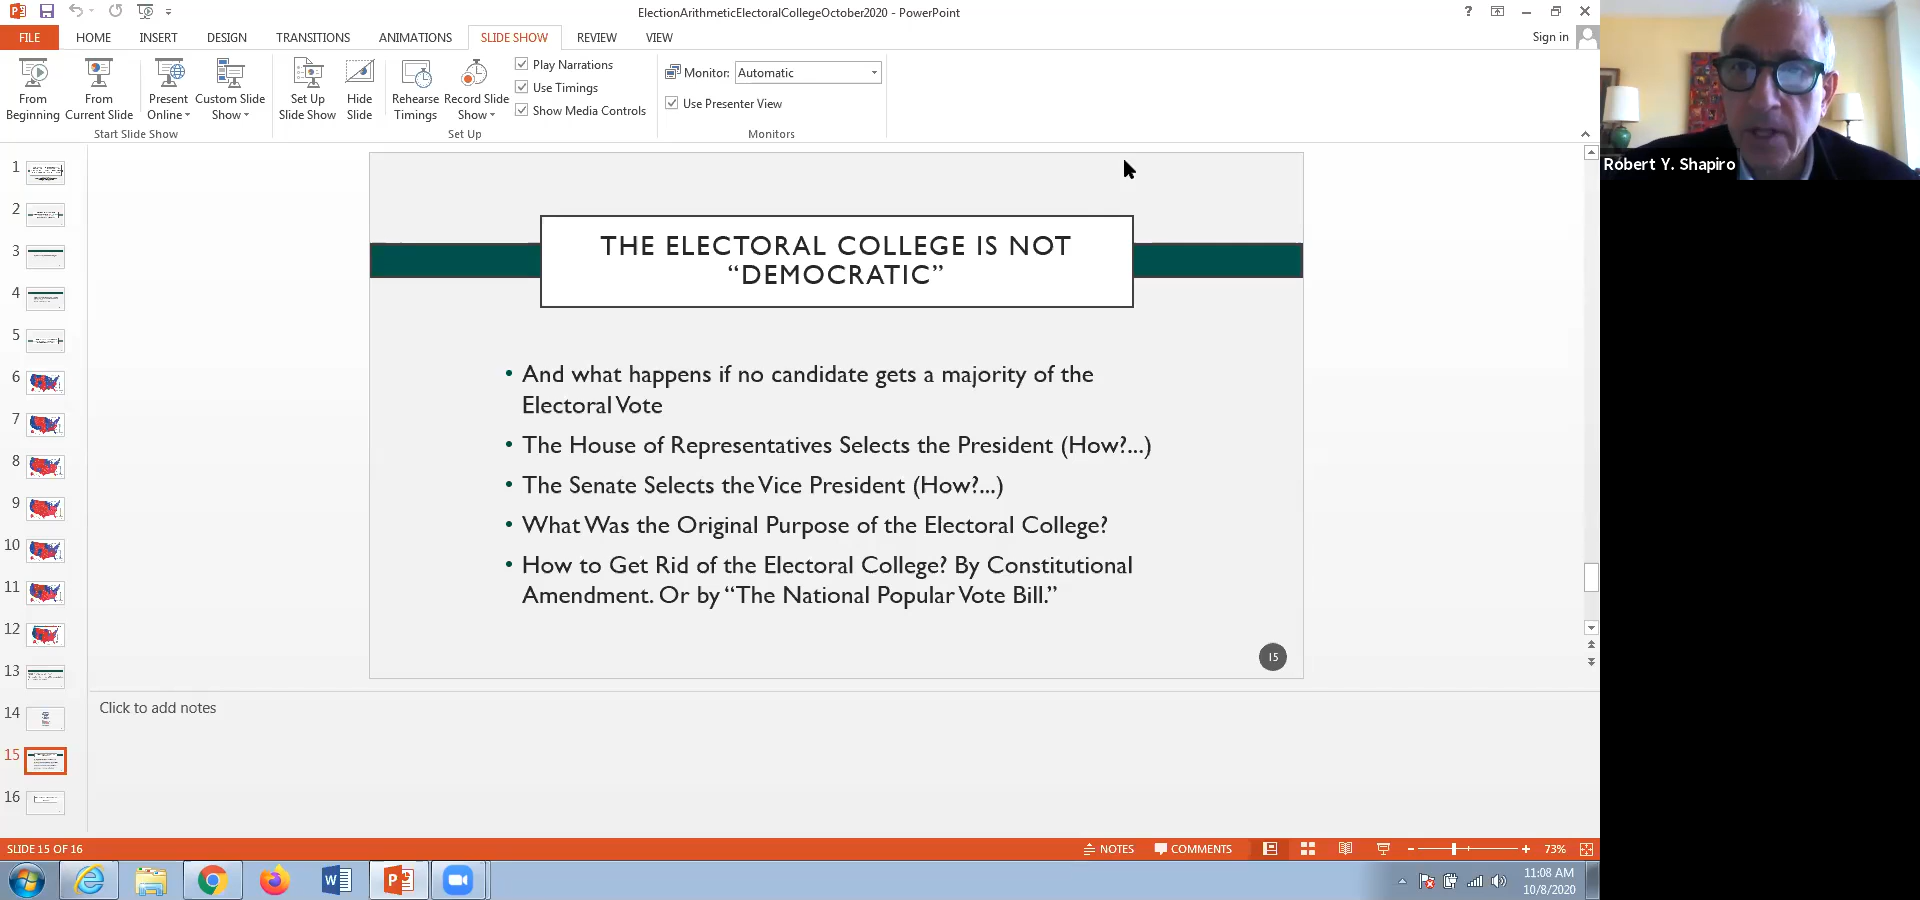 ElectionArithmeticElectoralCollegeOctober2020 - PowerPoint
FILE HOME INSERT DESIGN TRANSITIONS ANIMATIONS SLIDE SHOW REVIEW VIEW
Sign in
From Beginning
From Current Slide
Present Online
Custom Slide Show
Set Up Slide Show
Hide Slide
Rehearse Timings
Record Slide Show
Play Narrations
Use Timings
Show Media Controls
Monitor: Automatic
Use Presenter View
Start Slide Show
Set Up
Monitors
Robert Y. Shapiro
1
2
3
4
5
6
7
8
9
10
11
12
13
14
15
16
THE ELECTORAL COLLEGE IS NOT
“DEMOCRATIC”
• And what happens if no candidate gets a majority of the
Electoral Vote
• The House of Representatives Selects the President (How?...)
• The Senate Selects the Vice President (How?...)
• What Was the Original Purpose of the Electoral College?
• How to Get Rid of the Electoral College? By Constitutional
Amendment. Or by “The National Popular Vote Bill.”
15
Click to add notes
SLIDE 15 OF 16
NOTES COMMENTS 73%
11:08 AM
10/8/2020